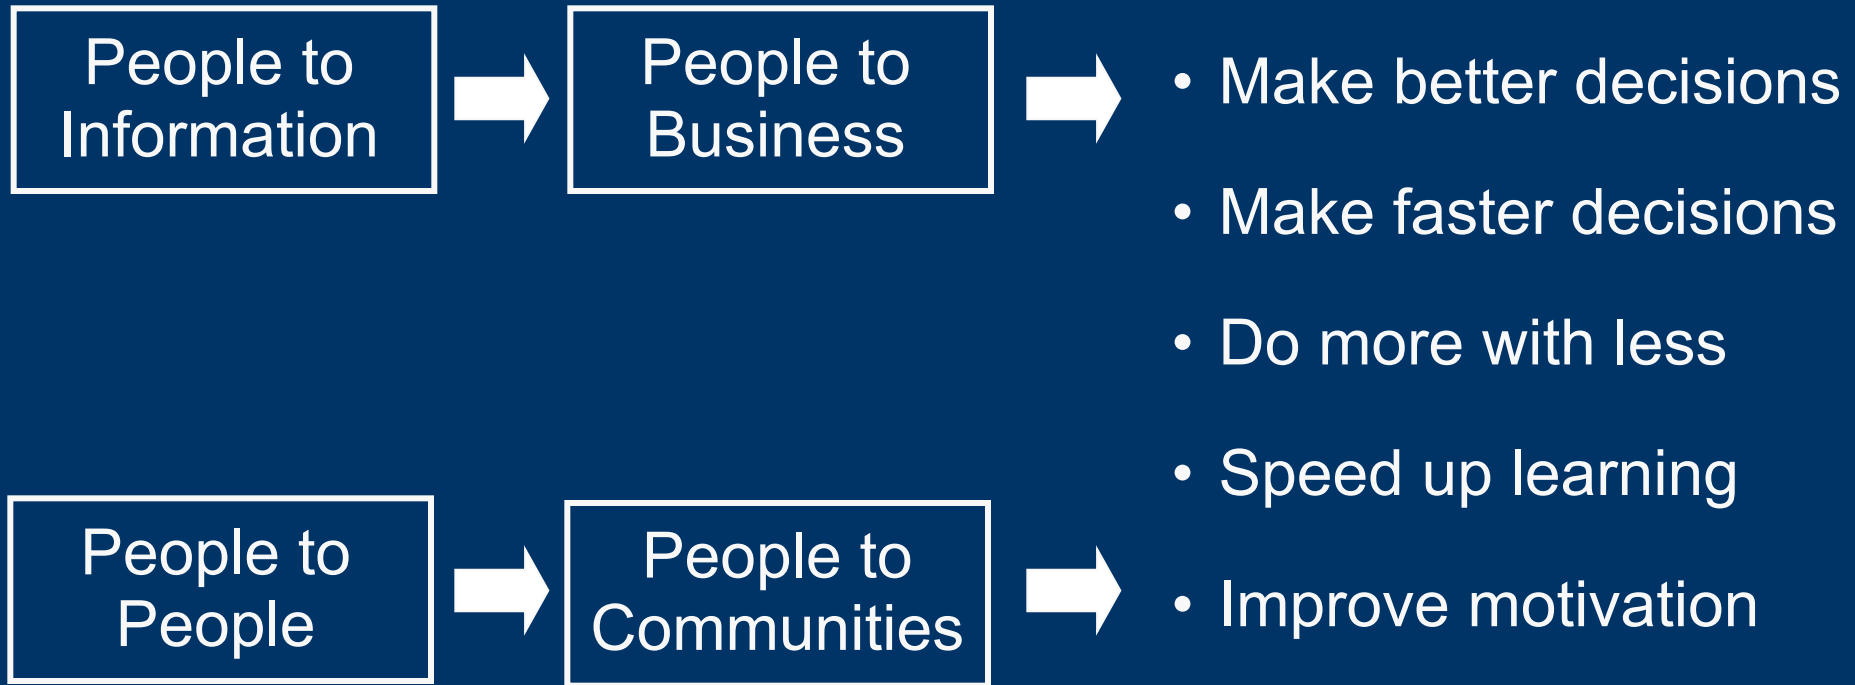 People to
Information
People to
Business
• Make better decisions
• Make faster decisions
• Do more with less
• Speed up learning
• Improve motivation
People to
People
People to
Communities